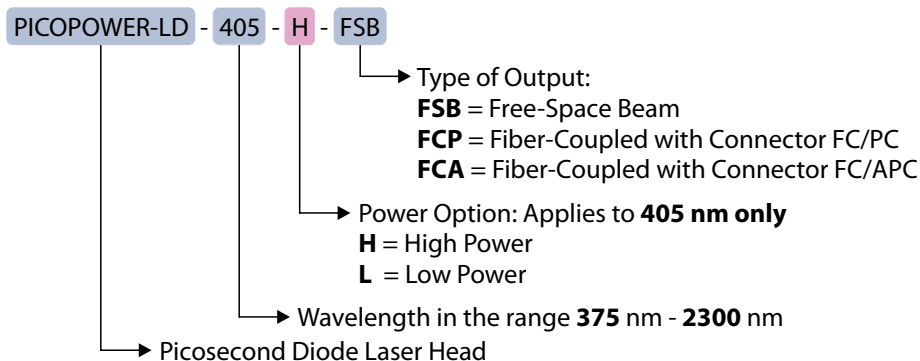 PICOPOWER-LD - 405 - H - FSB
Type of Output:
FSB = Free-Space Beam
FCP = Fiber-Coupled with Connector FC/PC
FCA = Fiber-Coupled with Connector FC/APC
Power Option: Applies to 405 nm only
H = High Power
L = Low Power
Wavelength in the range 375 nm - 2300 nm
Picosecond Diode Laser Head